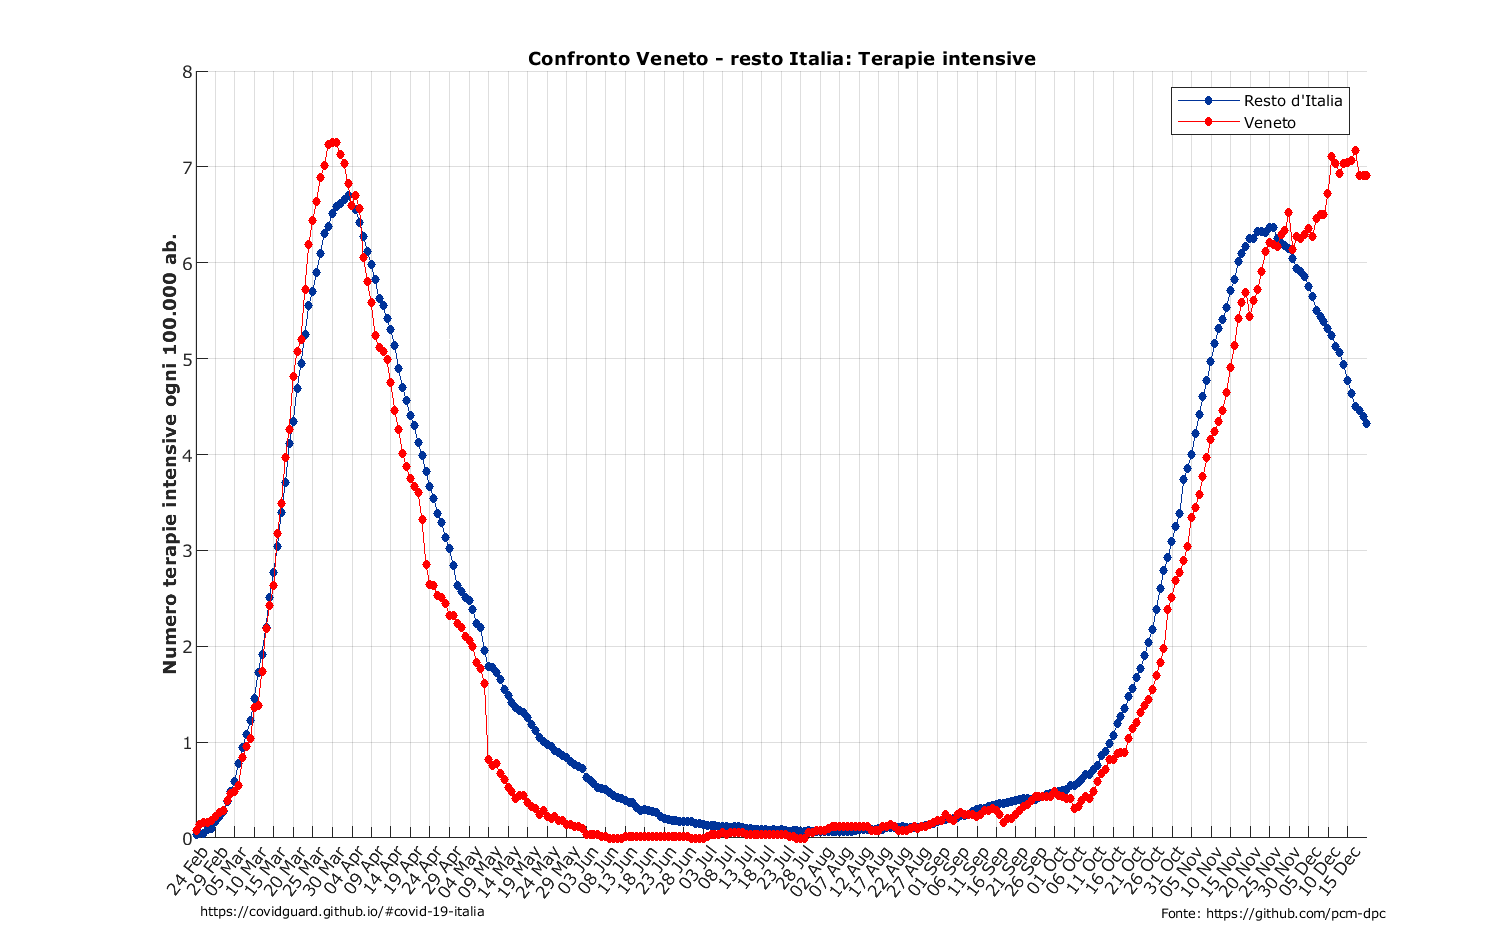 Confronto Veneto - resto Italia: Terapie intensive
Resto d'Italia
Veneto
Numero terapie intensive ogni 100.000 ab.
8
7
6
5
4
3
2
1
0
24 Feb
29 Feb
05 Mar
10 Mar
15 Mar
20 Mar
25 Mar
30 Mar
04 Apr
09 Apr
14 Apr
19 Apr
24 Apr
29 Apr
04 May
09 May
14 May
19 May
24 May
29 May
03 Jun
08 Jun
13 Jun
18 Jun
23 Jun
28 Jun
03 Jul
08 Jul
13 Jul
18 Jul
23 Jul
28 Jul
02 Aug
07 Aug
12 Aug
17 Aug
22 Aug
27 Aug
01 Sep
06 Sep
11 Sep
16 Sep
21 Sep
26 Sep
01 Oct
06 Oct
11 Oct
16 Oct
21 Oct
26 Oct
31 Oct
05 Nov
10 Nov
15 Nov
20 Nov
25 Nov
30 Nov
05 Dec
10 Dec
15 Dec
https://covidguard.github.io/#covid-19-italia
Fonte: https://github.com/pcm-dpc